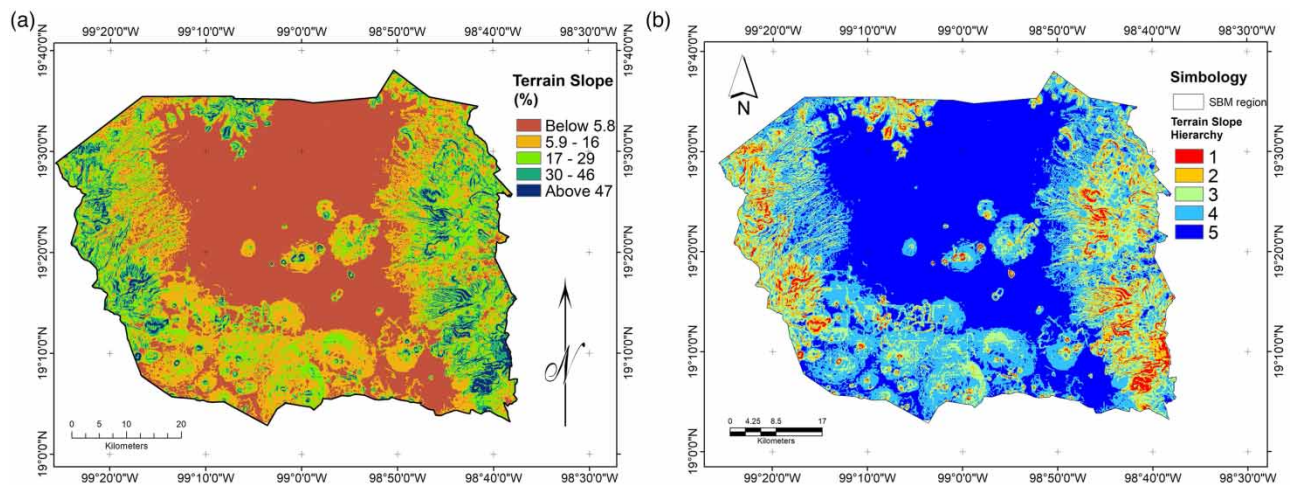 (a)
99°20'0"W 99°10'0"W 99°0'0"W 98°50'0"W 98°40'0"W 98°30'0"W
19°40'0"N
19°30'0"N
19°20'0"N
19°10'0"N
19°0'0"N
Terrain Slope
(%)
Below 5.8
5.9 - 16
17 - 29
30 - 46
Above 47
N
0 5 10 20
Kilometers
19°40'0"N
19°30'0"N
19°20'0"N
19°10'0"N
19°0'0"N
99°20'0"W 99°10'0"W 99°0'0"W 98°50'0"W 98°40'0"W 98°30'0"W
(b)
99°20'0"W 99°10'0"W 99°0'0"W 98°50'0"W 98°40'0"W 98°30'0"W
19°40'0"N
19°30'0"N
19°20'0"N
19°10'0"N
19°0'0"N
N
Simbology
SBM region
Terrain Slope
Hierarchy
1
2
3
4
5
0 4.25 8.5 17
Kilometers
19°40'0"N
19°30'0"N
19°20'0"N
19°10'0"N
19°0'0"N
99°20'0"W 99°10'0"W 99°0'0"W 98°50'0"W 98°40'0"W 98°30'0"W